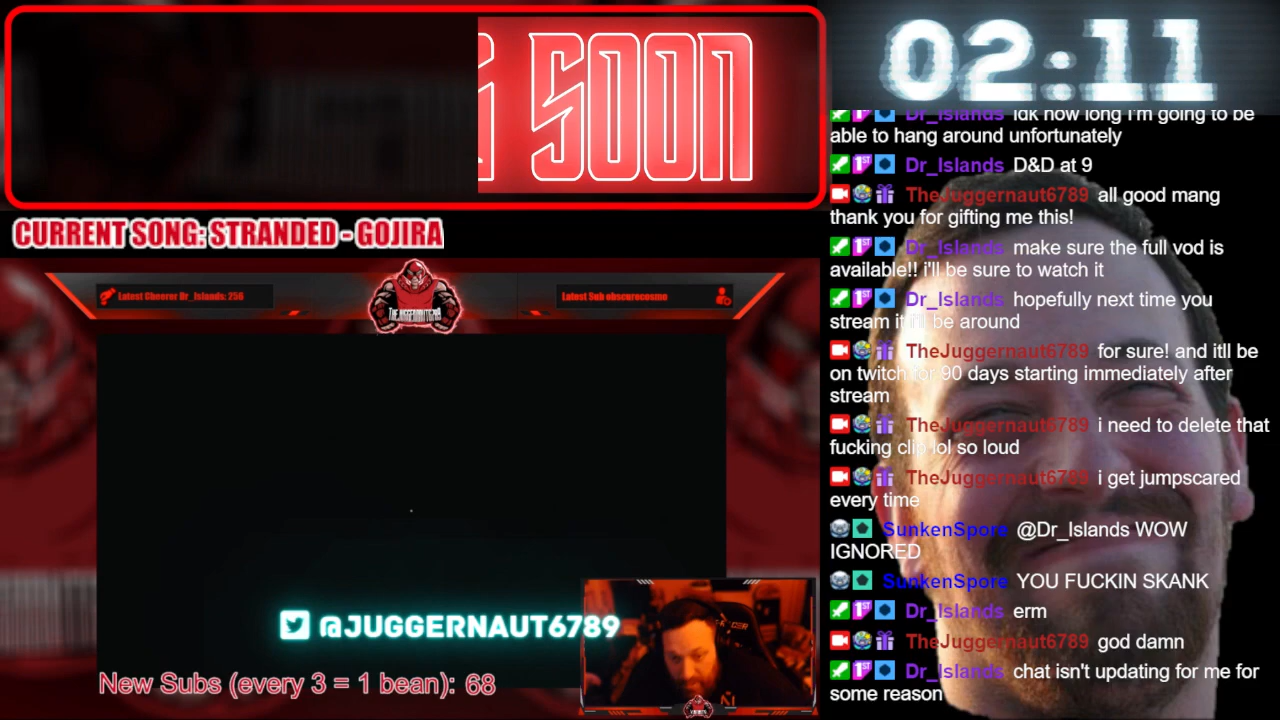 G SOON
02:11
CURRENT SONG: STRANDED - GOJIRA
Latest Cheerer Dr_Islands: 256
THEJUGGERNAUT6789
Latest Sub obscurecosmo
@JUGGERNAUT6789
New Subs (every 3 = 1 bean): 68
Dr_Islands idk how long i'm going to be
able to hang around unfortunately
Dr_Islands D&D at 9
TheJuggernaut6789 all good mang
thank you for gifting me this!
Dr_Islands make sure the full vod is
available!! i'll be sure to watch it
Dr_Islands hopefully next time you
stream it i'll be around
TheJuggernaut6789 for sure! and itll be
on twitch for 90 days starting immediately after
stream
TheJuggernaut6789 i need to delete that
fucking clip lol so loud
TheJuggernaut6789 i get jumpscared
every time
SunkenSpore @Dr_Islands WOW
IGNORED
SunkenSpore YOU FUCKIN SKANK
Dr_Islands erm
TheJuggernaut6789 god damn
Dr_Islands chat isn't updating for me for
some reason